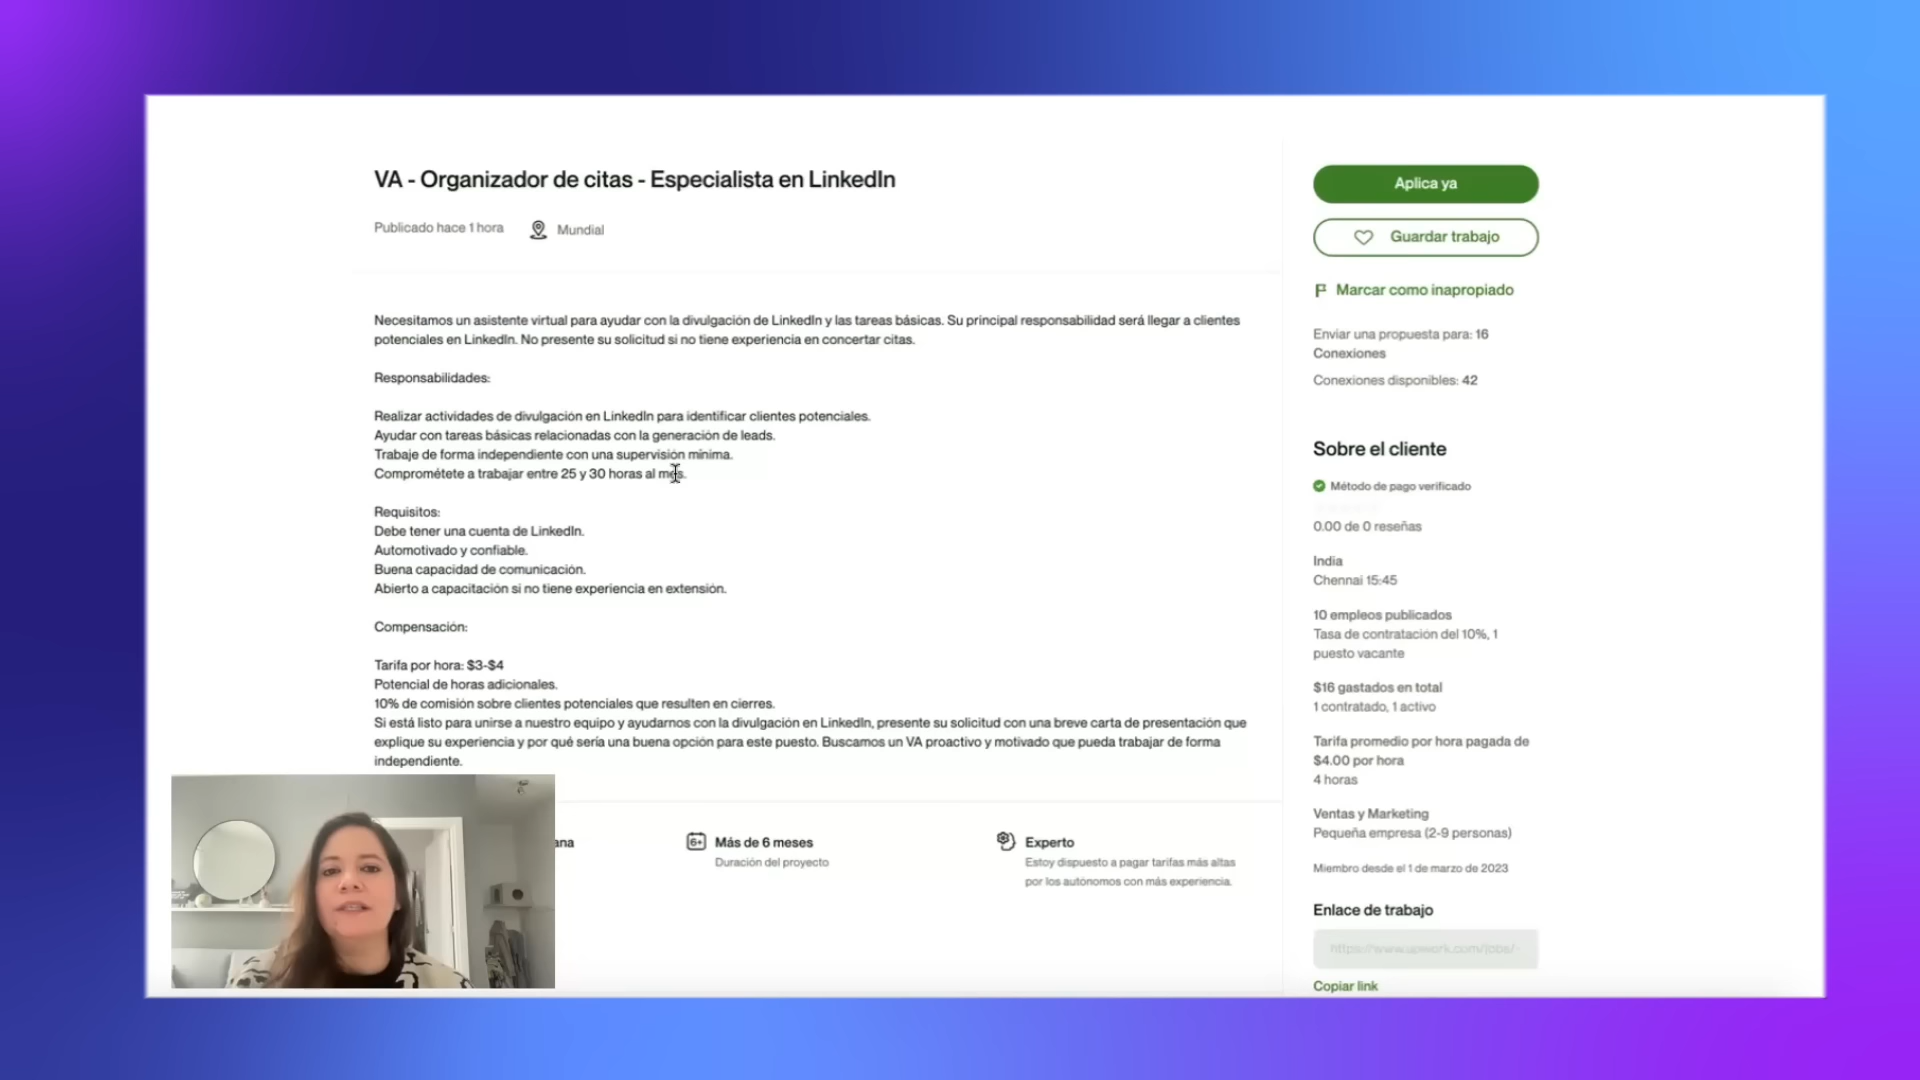 VA - Organizador de citas - Especialista en LinkedIn
Publicado hace 1 hora
Mundial
Necesitamos un asistente virtual para ayudar con la divulgación de LinkedIn y las tareas básicas. Su principal responsabilidad será llegar a clientes
potenciales en LinkedIn. No presente su solicitud si no tiene experiencia en concertar citas.
Responsabilidades:
Realizar actividades de divulgación en LinkedIn para identificar clientes potenciales.
Ayudar con tareas básicas relacionadas con la generación de leads.
Trabaje de forma independiente con una supervisión mínima.
Comprométete a trabajar entre 25 y 30 horas al mes.
Requisitos:
Debe tener una cuenta de LinkedIn.
Automotivado y confiable.
Buena capacidad de comunicación.
Abierto a capacitación si no tiene experiencia en extensión.
Compensación:
Tarifa por hora: $3-$4
Potencial de horas adicionales.
10% de comisión sobre clientes potenciales que resulten en cierres.
Si está listo para unirse a nuestro equipo y ayudarnos con la divulgación en LinkedIn, presente su solicitud con una breve carta de presentación que
explique su experiencia y por qué sería una buena opción para este puesto. Buscamos un VA proactivo y motivado que pueda trabajar de forma
independiente.
ana
6+
Más de 6 meses
Duración del proyecto
Experto
Estoy dispuesto a pagar tarifas más altas
por los autónomos con más experiencia.
Aplica ya
Guardar trabajo
Marcar como inapropiado
Enviar una propuesta para: 16
Conexiones
Conexiones disponibles: 42
Sobre el cliente
Método de pago verificado
0.00 de 0 reseñas
India
Chennai 15:45
10 empleos publicados
Tasa de contratación del 10%, 1
puesto vacante
$16 gastados en total
1 contratado, 1 activo
Tarifa promedio por hora pagada de
$4.00 por hora
4 horas
Ventas y Marketing
Pequeña empresa (2-9 personas)
Miembro desde el 1 de marzo de 2023
Enlace de trabajo
https://www.upwork.com/jobs/-
Copiar link